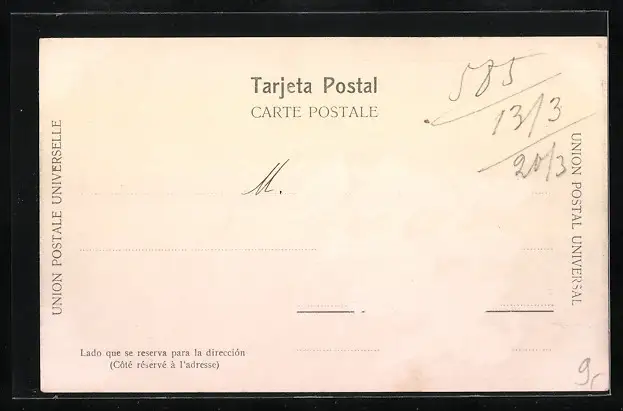 Tarjeta Postal
CARTE POSTALE
585
13/3
20/3
UNION POSTALE UNIVERSELLE
UNION POSTAL UNIVERSAL
M.
Lado que se reserva para la dirección
(Côté réservé à l'adresse)
9,-